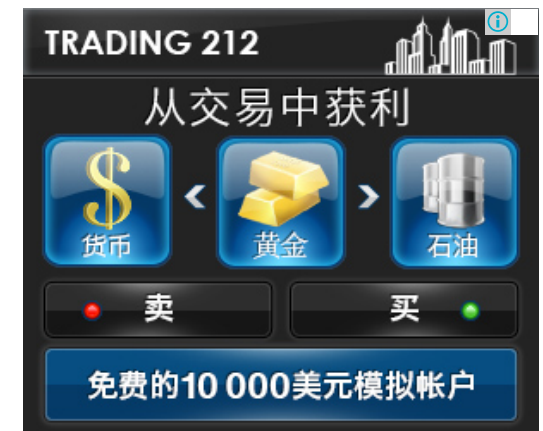 TRADING 212
从交易中获利
货币
黄金
石油
卖
买
免费的10 000美元模拟帐户